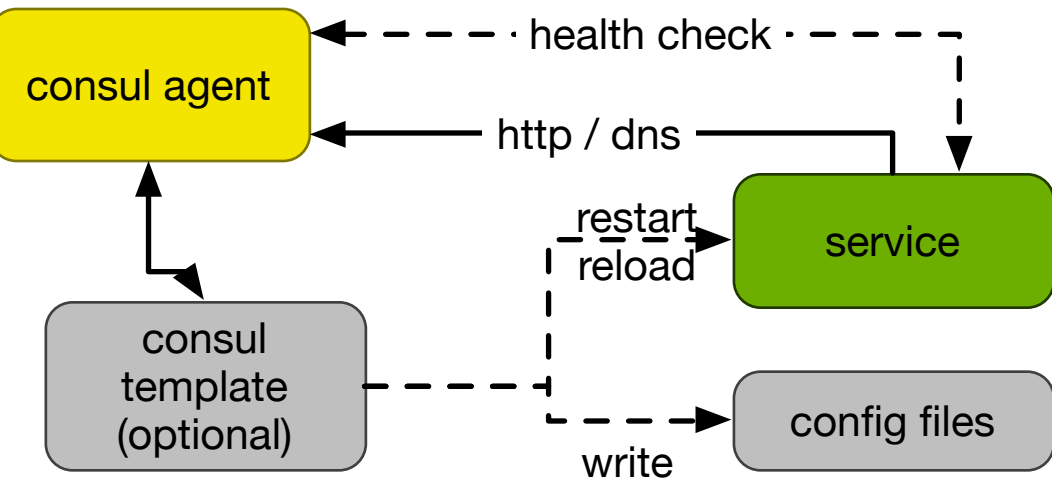 health check
consul agent
http / dns
restart
reload
service
consul
template
(optional)
config files
write